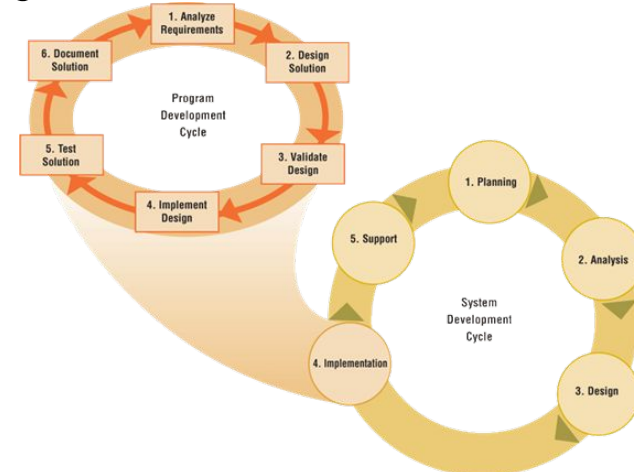 1. Analyze
Requirements
2. Design
Solution
3. Validate
Design
4. Implement
Design
5. Test
Solution
6. Document
Solution
Program
Development
Cycle
1. Planning
2. Analysis
3. Design
4. Implementation
5. Support
System
Development
Cycle